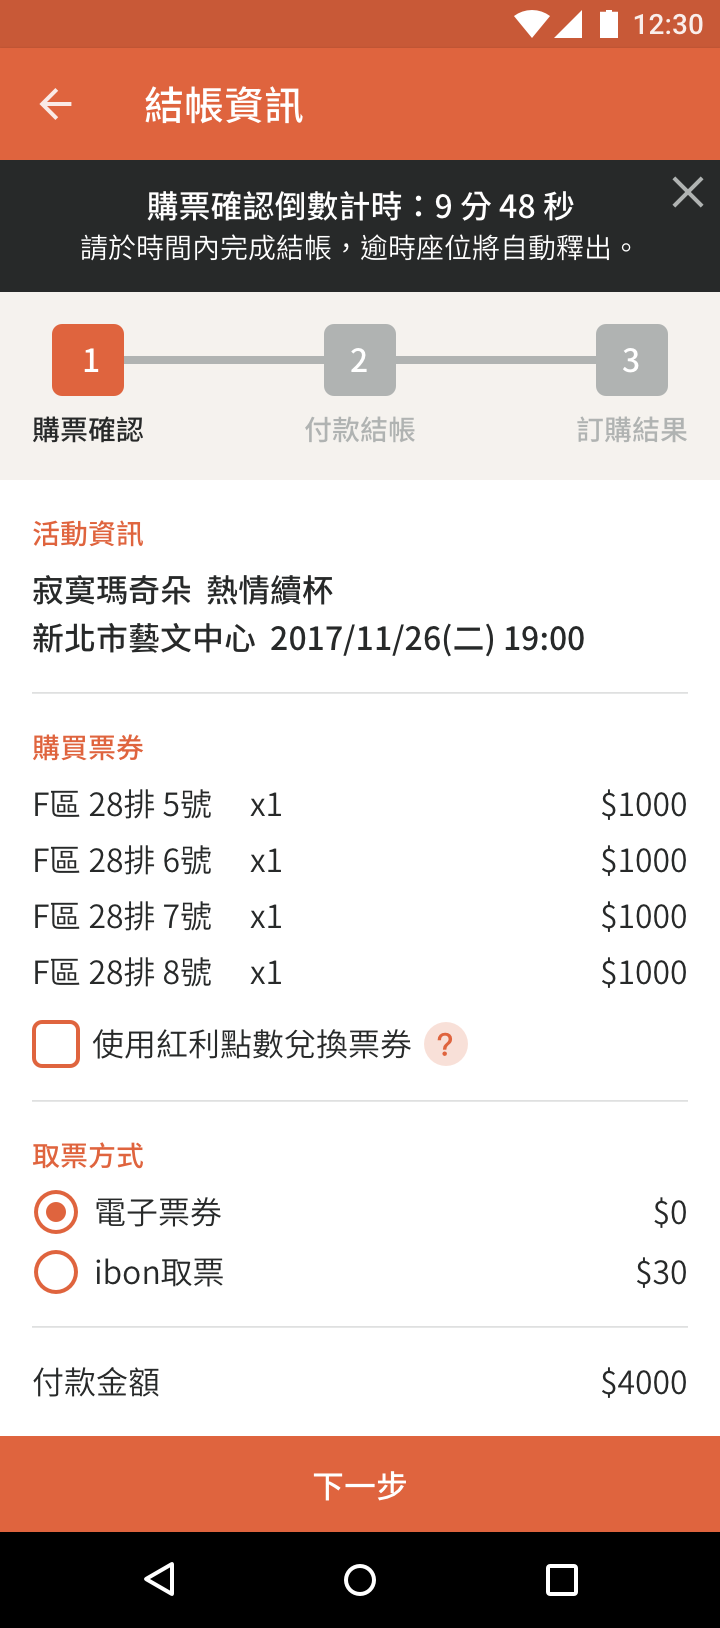 12:30
結帳資訊
購票確認倒數計時：9 分 48 秒
請於時間內完成結帳，逾時座位將自動釋出。
1 2 3
購票確認 付款結帳 訂購結果
活動資訊
寂寞瑪奇朵 熱情續杯
新北市藝文中心 2017/11/26(二) 19:00
購買票券
F區 28排 5號 x1 $1000
F區 28排 6號 x1 $1000
F區 28排 7號 x1 $1000
F區 28排 8號 x1 $1000
使用紅利點數兌換票券 ?
取票方式
電子票券 $0
ibon取票 $30
付款金額 $4000
下一步